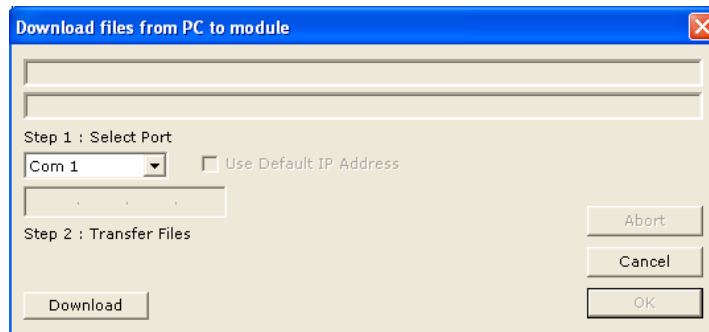 Download files from PC to module
Step 1 : Select Port
Com 1
Use Default IP Address
. . .
Step 2 : Transfer Files
Abort
Cancel
Download
OK